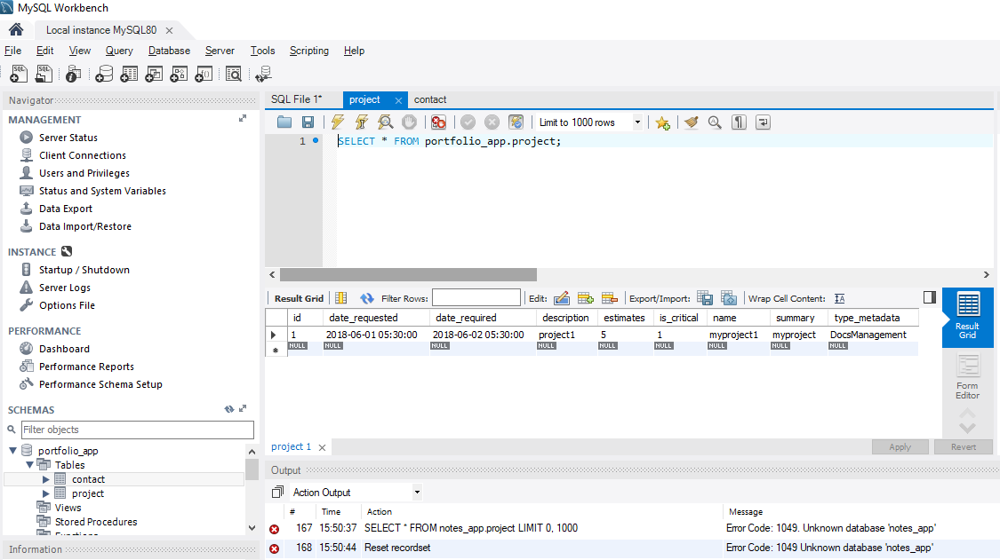 MySQL Workbench
Local instance MySQL80
File Edit View Query Database Server Tools Scripting Help
SQL SQL
Navigator
MANAGEMENT
Server Status
Client Connections
Users and Privileges
Status and System Variables
Data Export
Data Import/Restore
INSTANCE
Startup / Shutdown
Server Logs
Options File
PERFORMANCE
Dashboard
Performance Reports
Performance Schema Setup
SCHEMAS
Filter objects
portfolio_app
Tables
contact
project
Views
Stored Procedures
Functions
Information
SQL File 1* project contact
Limit to 1000 rows
1 SELECT * FROM portfolio_app.project;
Result Grid Filter Rows: Edit: Export/Import: Wrap Cell Content:
id date_requested date_required description estimates is_critical name summary type_metadata
1 2018-06-01 05:30:00 2018-06-02 05:30:00 project1 5 1 myproject1 myproject DocsManagement
NULL NULL NULL NULL NULL NULL NULL NULL NULL
Result
Grid
Form
Editor
project 1
Apply Revert
Output
Action Output
# Time Action Message
167 15:50:37 SELECT * FROM notes_app.project LIMIT 0, 1000 Error Code: 1049. Unknown database 'notes_app'
168 15:50:44 Reset recordset Error Code: 1049 Unknown database 'notes_app'